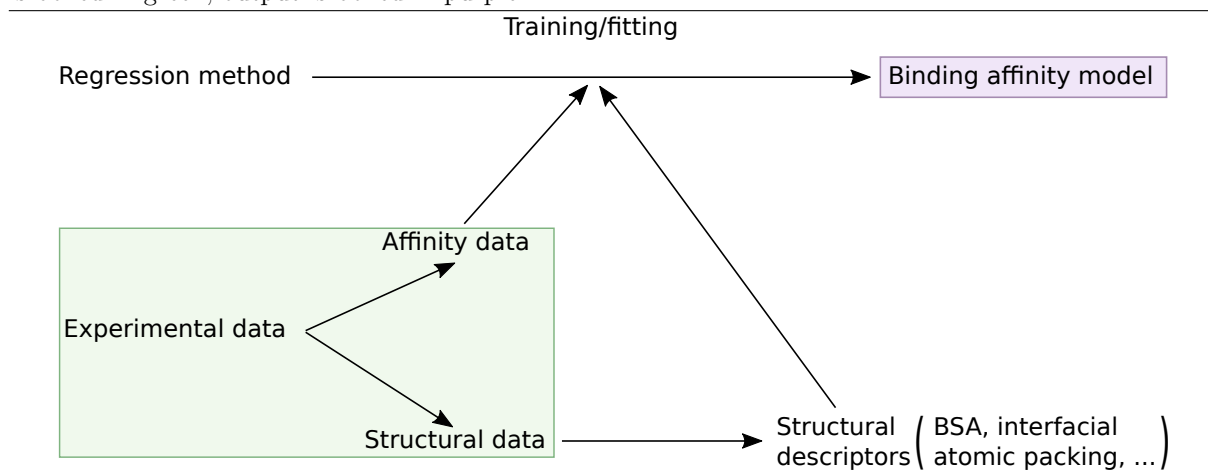 Training/fitting
Regression method
Binding affinity model
Affinity data
Experimental data
Structural data
Structural descriptors
(BSA, interfacial
atomic packing, ...)